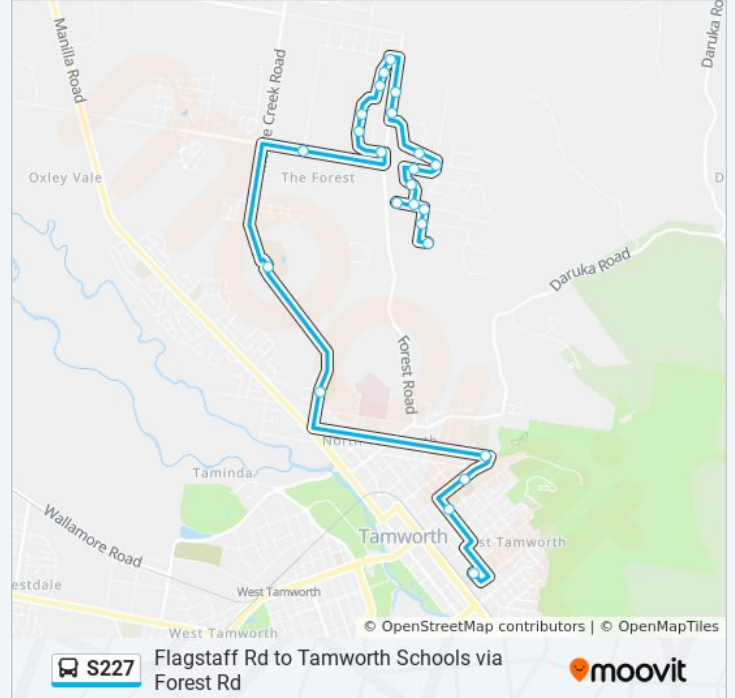 Daruka Ro
Manilla Road
e Creek Road
Oxley Vale
The Forest
D
Daruka Road
Forest Road
North
h
Taminda
Wallamore Road
Tamworth
st Tamworth
estdale
West Tamworth
West Tamworth
© OpenStreetMap contributors | © OpenMapTiles
S227
Flagstaff Rd to Tamworth Schools via
Forest Rd
moovit